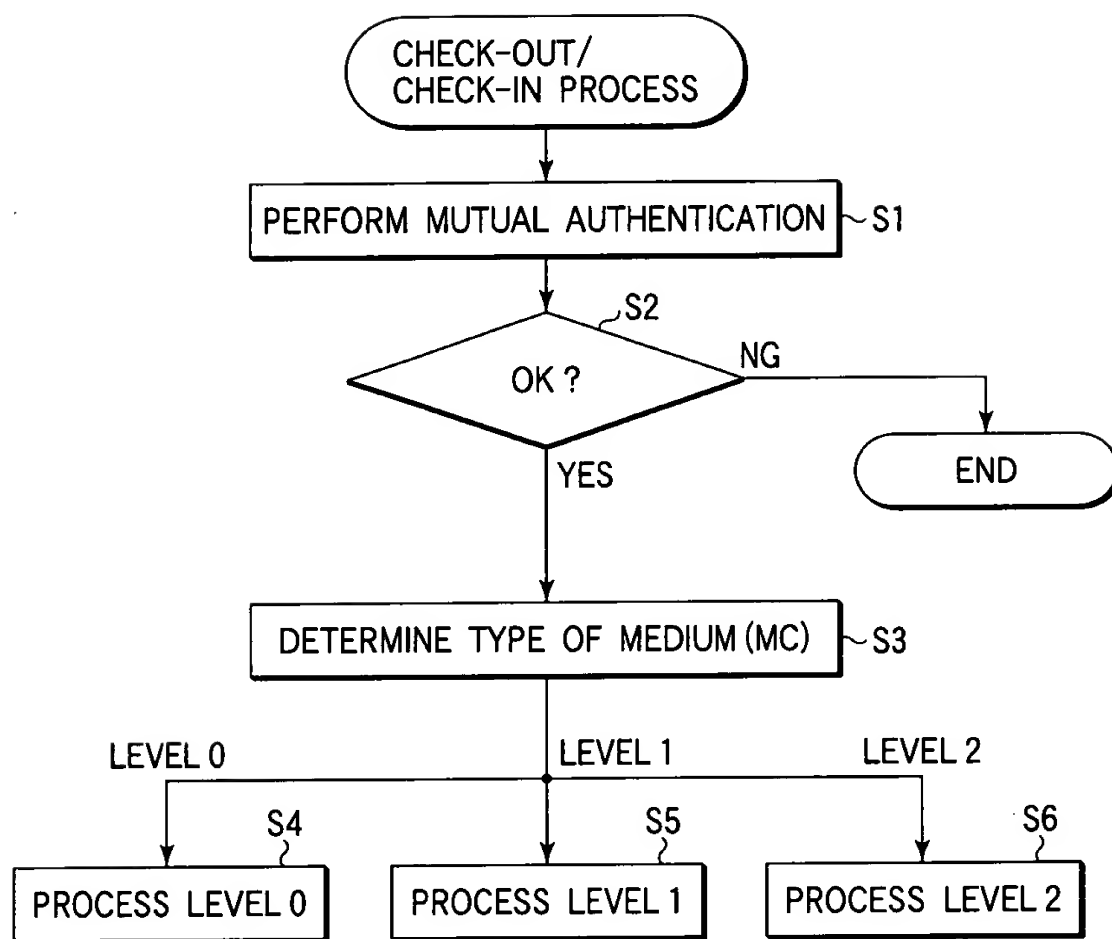 CHECK-OUT/
CHECK-IN PROCESS
PERFORM MUTUAL AUTHENTICATION
S1
S2
OK ?
NG
END
YES
DETERMINE TYPE OF MEDIUM (MC)
S3
LEVEL 0
LEVEL 1
LEVEL 2
S4
S5
S6
PROCESS LEVEL 0
PROCESS LEVEL 1
PROCESS LEVEL 2